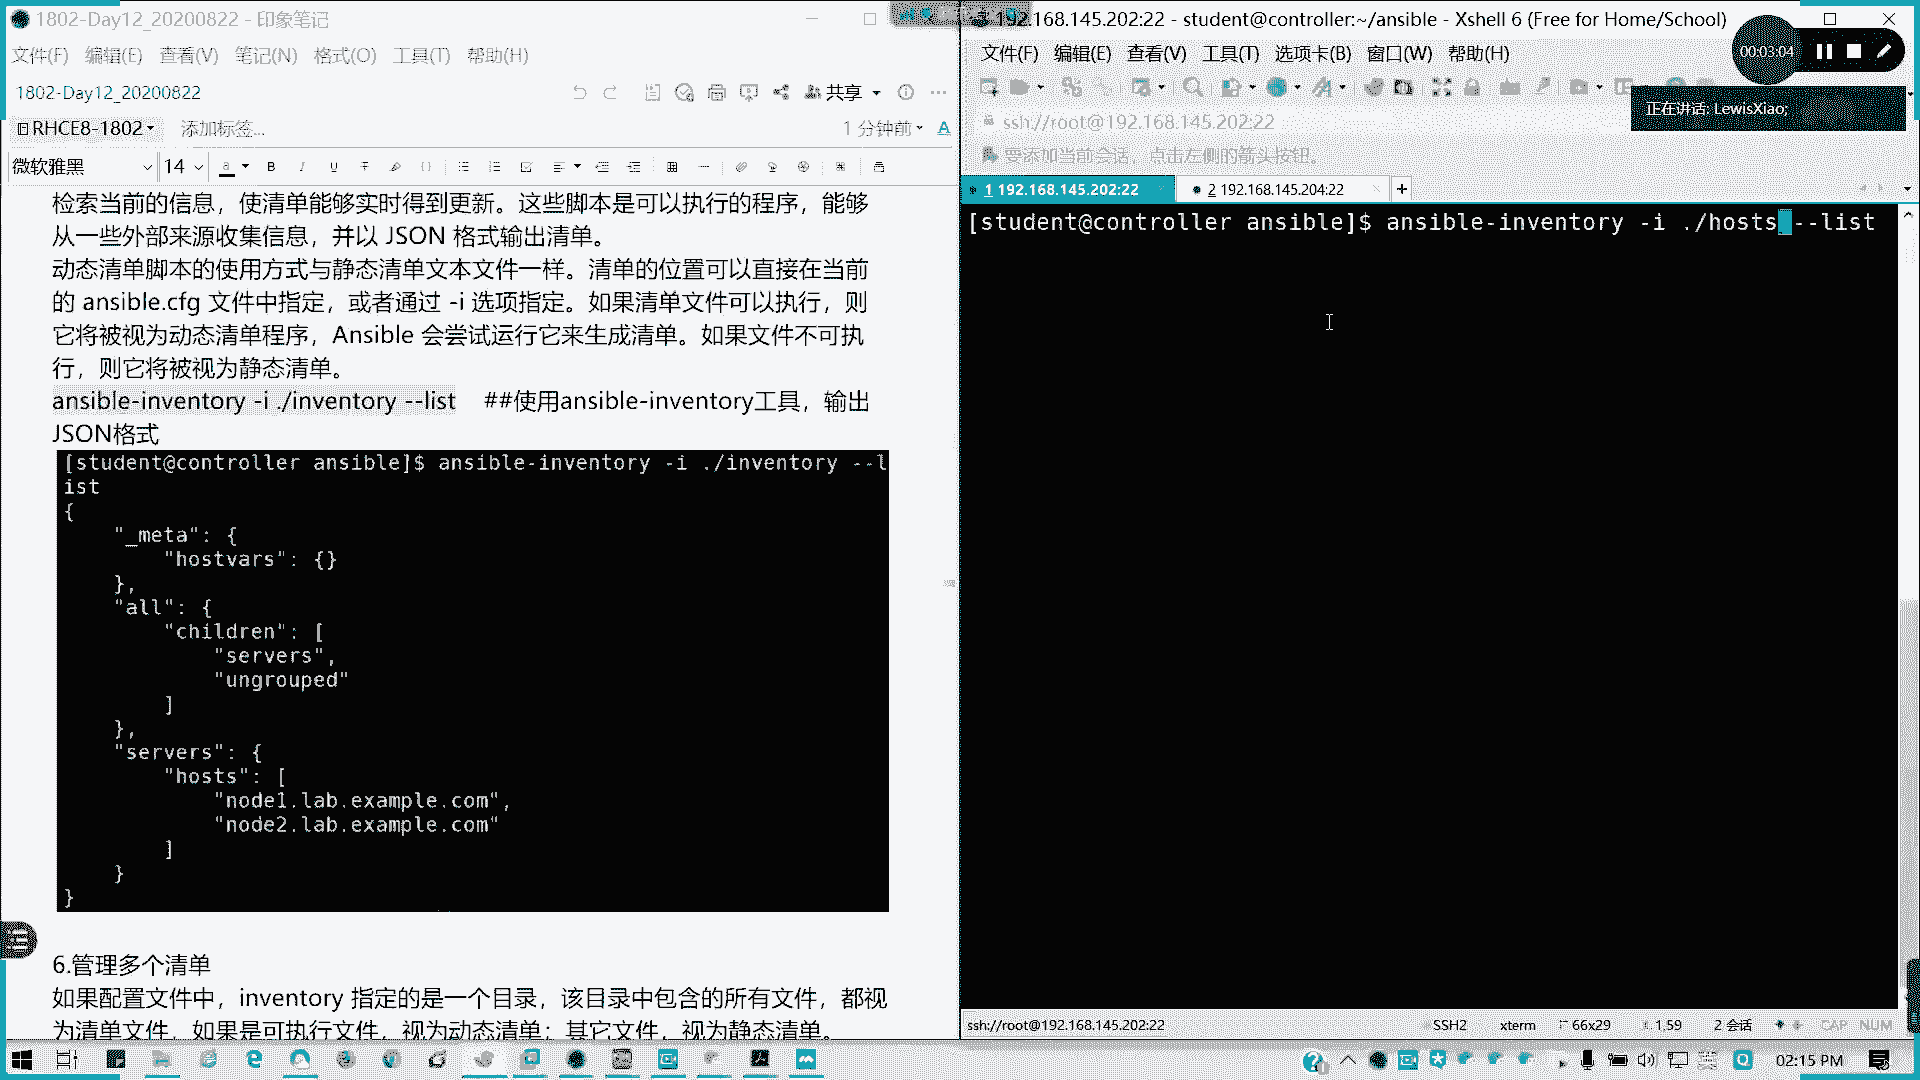 1802-Day12_20200822 - 印象笔记
文件(F) 编辑(E) 查看(V) 笔记(N) 格式(O) 工具(T) 帮助(H)
1802-Day12_20200822
共享
RHCE8-1802
添加标签...
1 分钟前
微软雅黑
14
检索当前的信息，使清单能够实时得到更新。这些脚本是可以执行的程序，能够
从一些外部来源收集信息，并以 JSON 格式输出清单。
动态清单脚本的使用方式与静态清单文本文件一样。清单的位置可以直接在当前
的 ansible.cfg 文件中指定，或者通过 -i 选项指定。如果清单文件可以执行，则
它将被视为动态清单程序，Ansible 会尝试运行它来生成清单。如果文件不可执
行，则它将被视为静态清单。
ansible-inventory -i ./inventory --list ##使用ansible-inventory工具，输出
JSON格式
[student@controller ansible]$ ansible-inventory -i ./inventory --l
ist
{
"_meta": {
"hostvars": {}
},
"all": {
"children": [
"servers",
"ungrouped"
]
},
"servers": {
"hosts": [
"node1.lab.example.com",
"node2.lab.example.com"
]
}
}
6.管理多个清单
如果配置文件中，inventory 指定的是一个目录，该目录中包含的所有文件，都视
为清单文件，如果是可执行文件，视为动态清单；其它文件，视为静态清单。
192.168.145.202:22 - student@controller:~/ansible - Xshell 6 (Free for Home/School)
文件(F) 编辑(E) 查看(V) 工具(T) 选项卡(B) 窗口(W) 帮助(H)
00:03:04
正在讲话: LewisXiao;
ssh://root@192.168.145.202:22
要添加当前会话，点击左侧的箭头按钮。
1 192.168.145.202:22
2 192.168.145.204:22
[student@controller ansible]$ ansible-inventory -i ./hosts --list
ssh://root@192.168.145.202:22
SSH2
xterm
66x29
1,59
2 会话
CAP NUM
02:15 PM